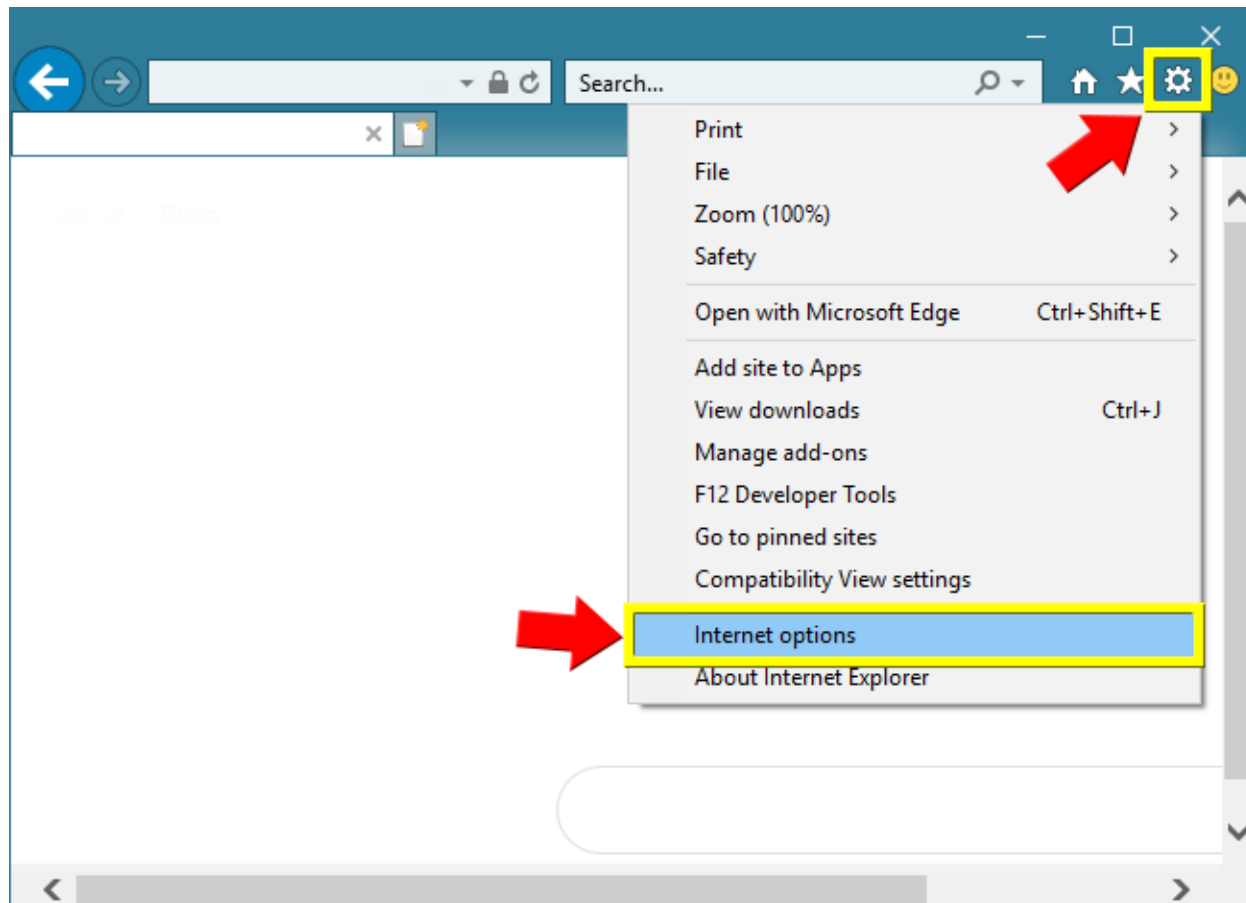 Search...
Print
File
Zoom (100%)
Safety
Open with Microsoft Edge Ctrl+Shift+E
Add site to Apps
View downloads Ctrl+J
Manage add-ons
F12 Developer Tools
Go to pinned sites
Compatibility View settings
Internet options
About Internet Explorer